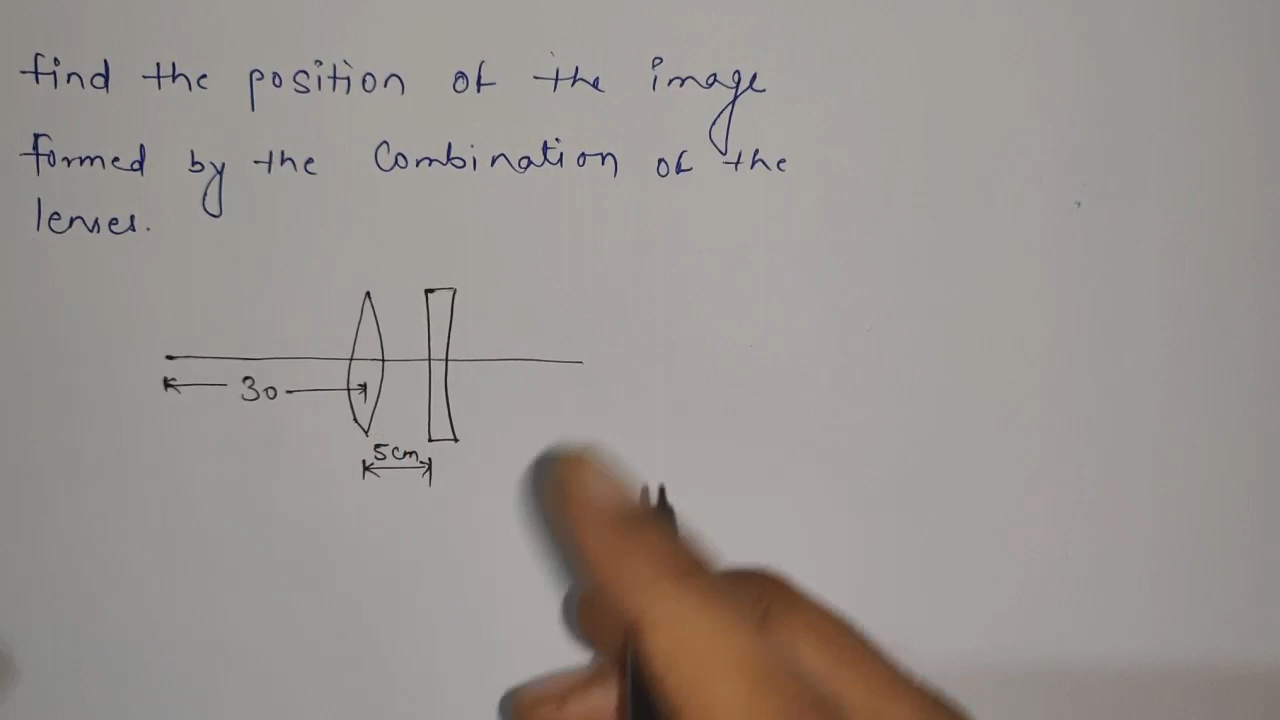 find the position of the image
formed by the Combination of the
lenses.
30
5cm